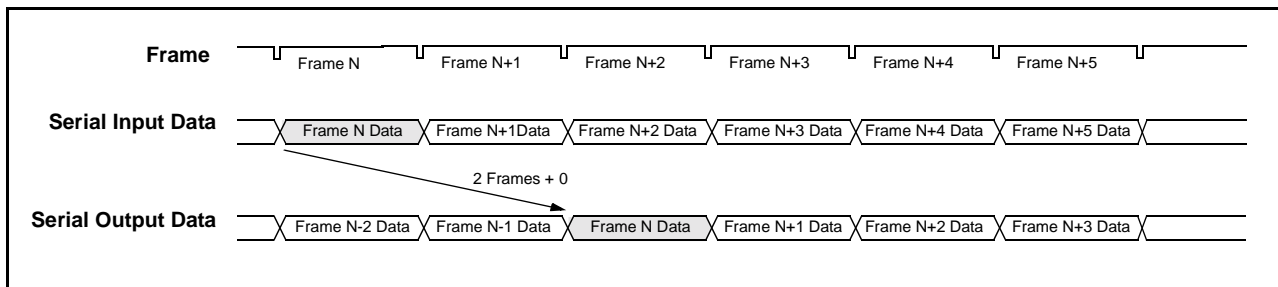 Frame
Frame N
Frame N+1
Frame N+2
Frame N+3
Frame N+4
Frame N+5
Serial Input Data
Frame N Data
Frame N+1Data
Frame N+2 Data
Frame N+3 Data
Frame N+4 Data
Frame N+5 Data
2 Frames + 0
Serial Output Data
Frame N-2 Data
Frame N-1 Data
Frame N Data
Frame N+1 Data
Frame N+2 Data
Frame N+3 Data